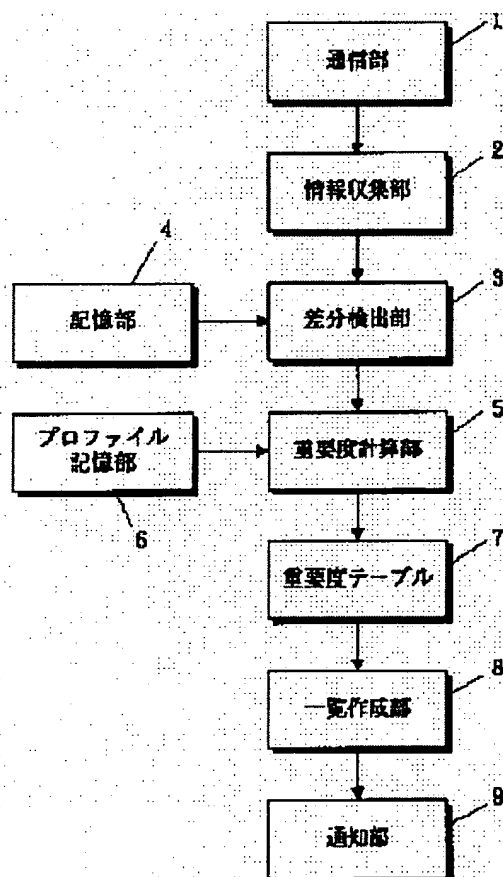 1
通信部
2
情報収集部
4
3
記憶部
差分検出部
5
プロファイル
記憶部
重要度計算部
6
7
重要度テーブル
8
一覧作成部
9
通知部